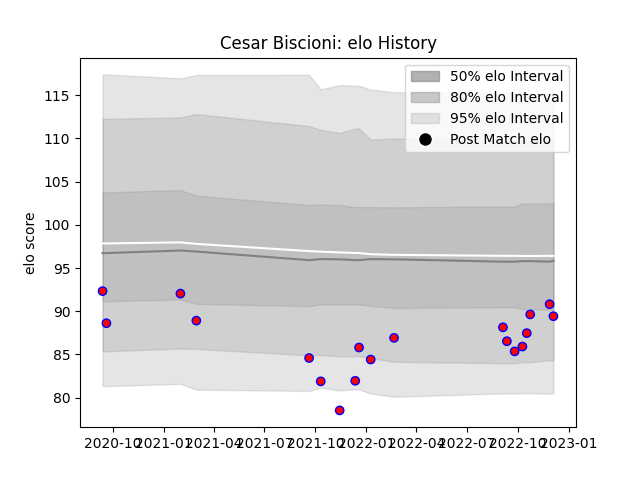 Cesar Biscioni: elo History
50% elo Interval
80% elo Interval
95% elo Interval
Post Match elo
elo score
115
110
105
100
95
90
85
80
2020-10 2021-01 2021-04 2021-07 2021-10 2022-01 2022-04 2022-07 2022-10 2023-01